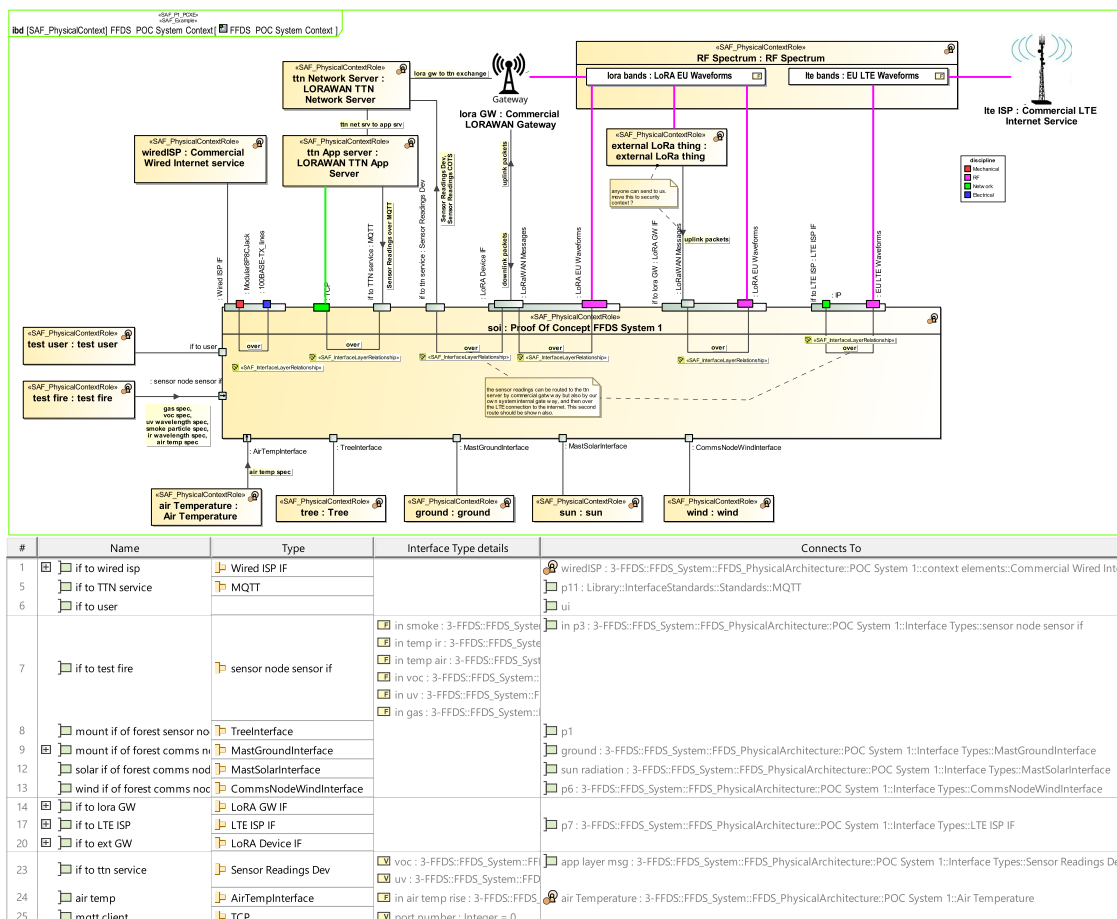 «SAF_P1_POXE»
«SAF_Example»
ibd [SAF_PhysicalContext] FFDS POC System Context[ FFDS POC System Context ]
«SAF_PhysicalContextRole»
ttn Network Server :
LORAWAN TTN
Network Server
lora gw to ttn exchange
Gateway
lora GW : Commercial
LORAWAN Gateway
«SAF_PhysicalContextRole»
RF Spectrum : RF Spectrum
lora bands : LoRA EU Waveforms
F
lte bands : EU LTE Waveforms
F
lte ISP : Commercial LTE
Internet Service
ttn net srv to app srv
«SAF_PhysicalContextRole»
wiredISP : Commercial
Wired Internet service
«SAF_PhysicalContextRole»
ttn App server :
LORAWAN TTN App
Server
«SAF_PhysicalContextRole»
external LoRa thing :
external LoRa thing
anyone can send to us.
move this to security
context ?
discipline
Mechanical
RF
Network
Electrical
uplink packets
downlink packets
uplink packets
Sensor Readings Dev,
Sensor Readings COTS
Sensor Readings over MQTT
: Wired ISP IF
: Modular8P8CJack
: 100BASE-TX_lines
: TCP
if to TTN service : MQTT
if to ttn service : Sensor Readings Dev
: LoRA Device IF
: LoRaWAN Messages
: LoRA EU Waveforms
if to lora GW : LoRA GW IF
: LoRaWAN Messages
: LoRA EU Waveforms
if to LTE ISP : LTE ISP IF
: IP
: EU LTE Waveforms
«SAF_PhysicalContextRole»
soi : Proof Of Concept FFDS System 1
over
«SAF_InterfaceLayerRelationship»
over
«SAF_InterfaceLayerRelationship»
over
«SAF_InterfaceLayerRelationship»
over
«SAF_InterfaceLayerRelationship»
over
«SAF_InterfaceLayerRelationship»
over
«SAF_InterfaceLayerRelationship»
the sensor readings can be routed to the ttn
server by commercial gateway but also by our
own system internal gateway, and then over
the LTE connection to the internet. This second
route should be shown also.
«SAF_PhysicalContextRole»
test user : test user
if to user
«SAF_PhysicalContextRole»
test fire : test fire
: sensor node sensor if
gas spec,
voc spec,
uv wavelength spec,
smoke particle spec,
ir wavelength spec,
air temp spec
: AirTempInterface
: TreeInterface
: MastGroundInterface
: MastSolarInterface
: CommsNodeWindInterface
air temp spec
«SAF_PhysicalContextRole»
air Temperature :
Air Temperature
«SAF_PhysicalContextRole»
tree : Tree
«SAF_PhysicalContextRole»
ground : ground
«SAF_PhysicalContextRole»
sun : sun
«SAF_PhysicalContextRole»
wind : wind
# Name Type Interface Type details Connects To
1 if to wired isp Wired ISP IF wiredISP : 3-FFDS::FFDS_System::FFDS_PhysicalArchitecture::POC System 1::context elements::Commercial Wired Int
5 if to TTN service MQTT p11 : Library::InterfaceStandards::Standards::MQTT
6 if to user ui
7 if to test fire sensor node sensor if in p3 : 3-FFDS::FFDS_System::FFDS_PhysicalArchitecture::POC System 1::Interface Types::sensor node sensor if
F in smoke : 3-FFDS::FFDS_Syste
F in temp ir : 3-FFDS::FFDS_Syste
F in temp air : 3-FFDS::FFDS_Syst
F in voc : 3-FFDS::FFDS_System::
F in uv : 3-FFDS::FFDS_System::F
F in gas : 3-FFDS::FFDS_System::I
8 mount if of forest sensor no TreeInterface p1
9 mount if of forest comms n MastGroundInterface ground : 3-FFDS::FFDS_System::FFDS_PhysicalArchitecture::POC System 1::Interface Types::MastGroundInterface
12 solar if of forest comms nod MastSolarInterface sun radiation : 3-FFDS::FFDS_System::FFDS_PhysicalArchitecture::POC System 1::Interface Types::MastSolarInterface
13 wind if of forest comms noc CommsNodeWindInterface p6 : 3-FFDS::FFDS_System::FFDS_PhysicalArchitecture::POC System 1::Interface Types::CommsNodeWindInterface
14 if to lora GW LoRA GW IF
17 if to LTE ISP LTE ISP IF p7 : 3-FFDS::FFDS_System::FFDS_PhysicalArchitecture::POC System 1::Interface Types::LTE ISP IF
20 if to ext GW LoRA Device IF
23 if to ttn service Sensor Readings Dev app layer msg : 3-FFDS::FFDS_System::FFDS_PhysicalArchitecture::POC System 1::Interface Types::Sensor Readings De
V voc : 3-FFDS::FFDS_System::FFI
V uv : 3-FFDS::FFDS_System::FFD
24 air temp AirTempInterface F in air temp rise : 3-FFDS::FFDS_ air Temperature : 3-FFDS::FFDS_System::FFDS_PhysicalArchitecture::POC System 1::Air Temperature
25 mqtt client TCP V port number : Integer = 0